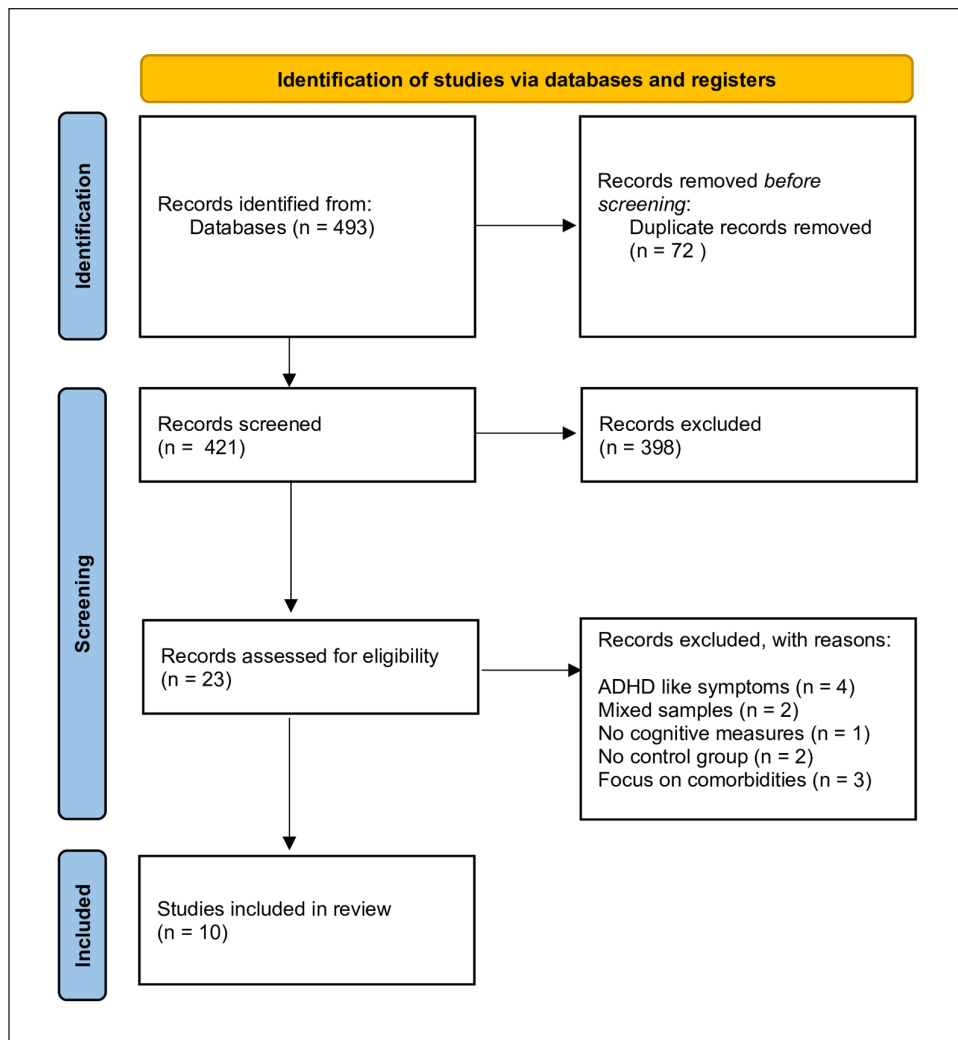 Identification of studies via databases and registers
Identification
Records identified from:
Databases (n = 493)
Records removed before
screening:
Duplicate records removed
(n = 72 )
Screening
Records screened
(n =  421)
Records excluded
(n = 398)
Records assessed for eligibility
(n = 23)
Records excluded, with reasons:
ADHD like symptoms (n = 4)
Mixed samples (n = 2)
No cognitive measures (n = 1)
No control group (n = 2)
Focus on comorbidities (n = 3)
Included
Studies included in review
(n = 10)